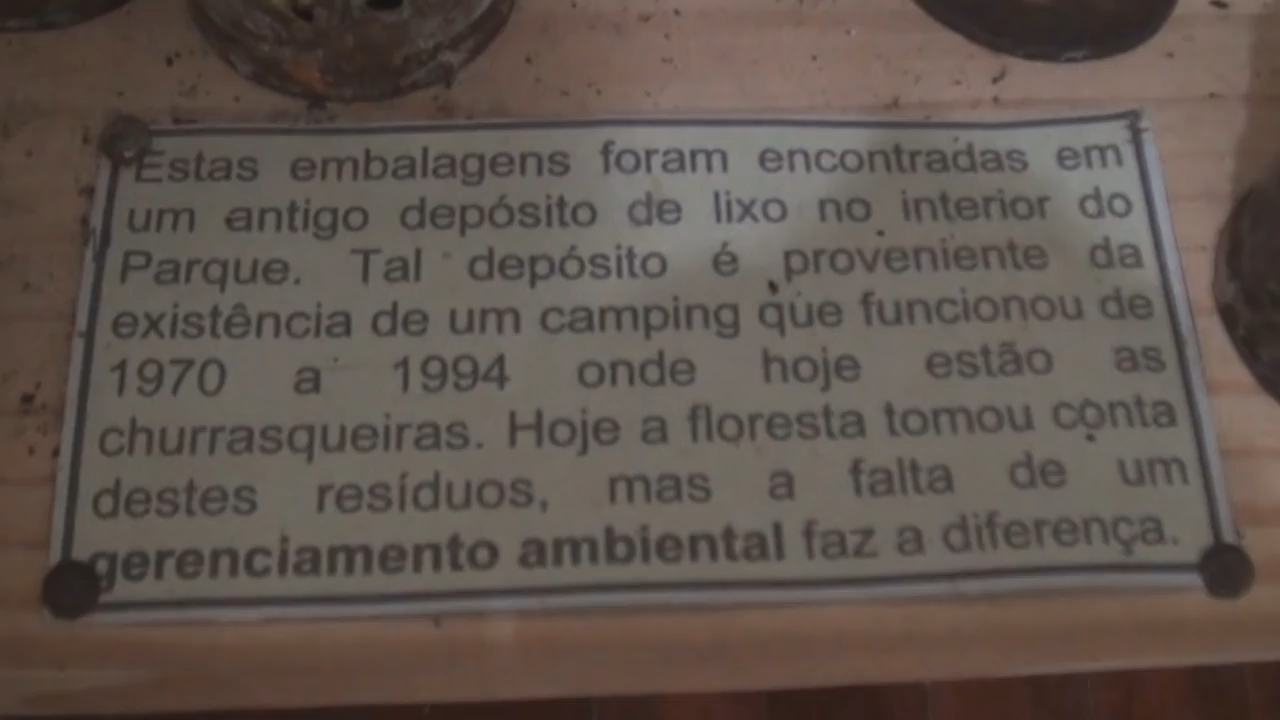 Estas embalagens foram encontradas em
um antigo depósito de lixo no interior do
Parque. Tal depósito é proveniente da
existência de um camping que funcionou de
1970 a 1994 onde hoje estão as
churrasqueiras. Hoje a floresta tomou conta
destes resíduos, mas a falta de um
gerenciamento ambiental faz a diferença.